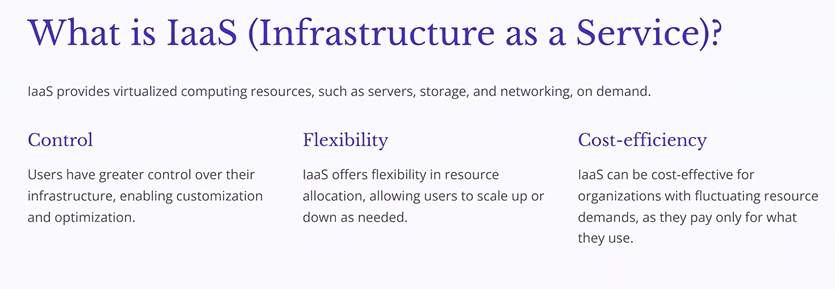 What is IaaS (Infrastructure as a Service)?
IaaS provides virtualized computing resources, such as servers, storage, and networking, on demand.
Control
Users have greater control over their
infrastructure, enabling customization
and optimization.
Flexibility
IaaS offers flexibility in resource
allocation, allowing users to scale up or
down as needed.
Cost-efficiency
IaaS can be cost-effective for
organizations with fluctuating resource
demands, as they pay only for what
they use.